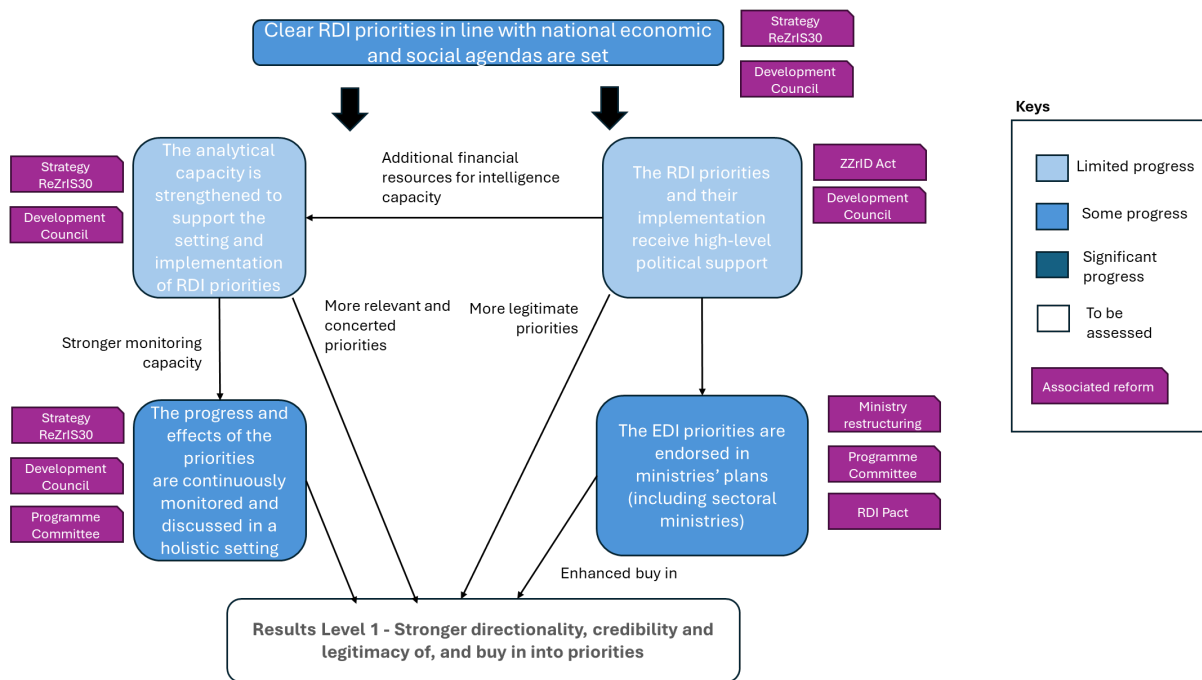 Clear RDI priorities in line with national economic
and social agendas are set
Strategy
ReZrIS30
Development
Council
Keys
Limited progress
Some progress
Significant
progress
To be
assessed
Associated reform
Strategy
ReZrIS30
Development
Council
The analytical
capacity is
strengthened to
support the
setting and
implementation
of RDI priorities
Additional financial
resources for intelligence
capacity
The RDI priorities
and their
implementation
receive high-level
political support
ZZrID Act
Development
Council
Stronger monitoring
capacity
More relevant and
concerted
priorities
More legitimate
priorities
Strategy
ReZrIS30
Development
Council
Programme
Committee
The progress and
effects of the
priorities
are continuously
monitored and
discussed in a
holistic setting
The EDI priorities are
endorsed in
ministries’ plans
(including sectoral
ministries)
Ministry
restructuring
Programme
Committee
RDI Pact
Enhanced buy in
Results Level 1 - Stronger directionality, credibility and
legitimacy of, and buy in into priorities